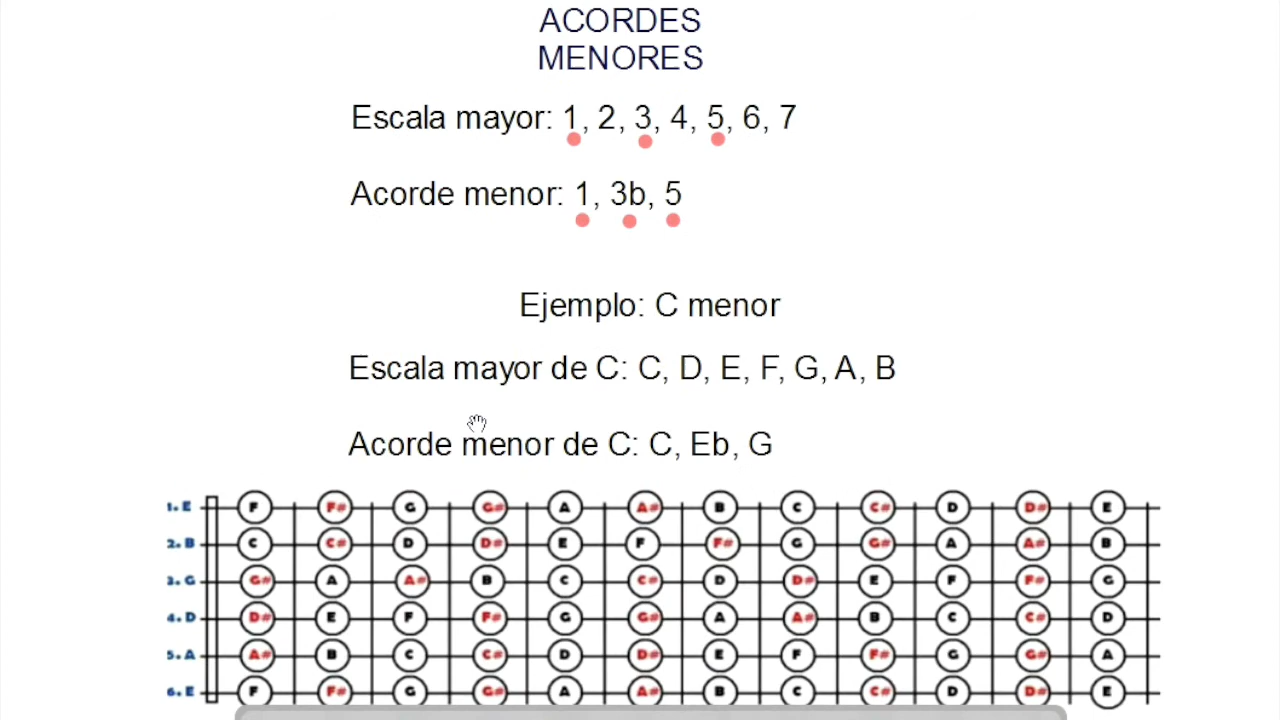 ACORDES
MENORES
Escala mayor: 1, 2, 3, 4, 5, 6, 7
Acorde menor: 1, 3b, 5
Ejemplo: C menor
Escala mayor de C: C, D, E, F, G, A, B
Acorde menor de C: C, Eb, G
1. E F F# G G# A A# B C C# D D# E
2. B C C# D D# E F F# G G# A A# B
3. G G# A A# B C C# D D# E F F# G
4. D D# E F F# G G# A A# B C C# D
5. A A# B C C# D D# E F F# G G# A
6. E F F# G G# A A# B C C# D D# E